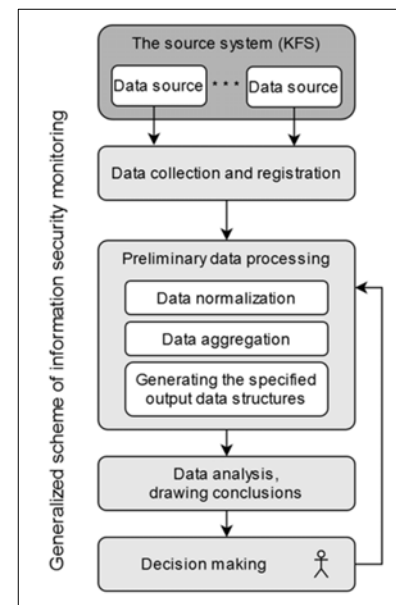 Generalized scheme of information security monitoring
The source system (KFS)
Data source * * * Data source
Data collection and registration
Preliminary data processing
Data normalization
Data aggregation
Generating the specified
output data structures
Data analysis,
drawing conclusions
Decision making